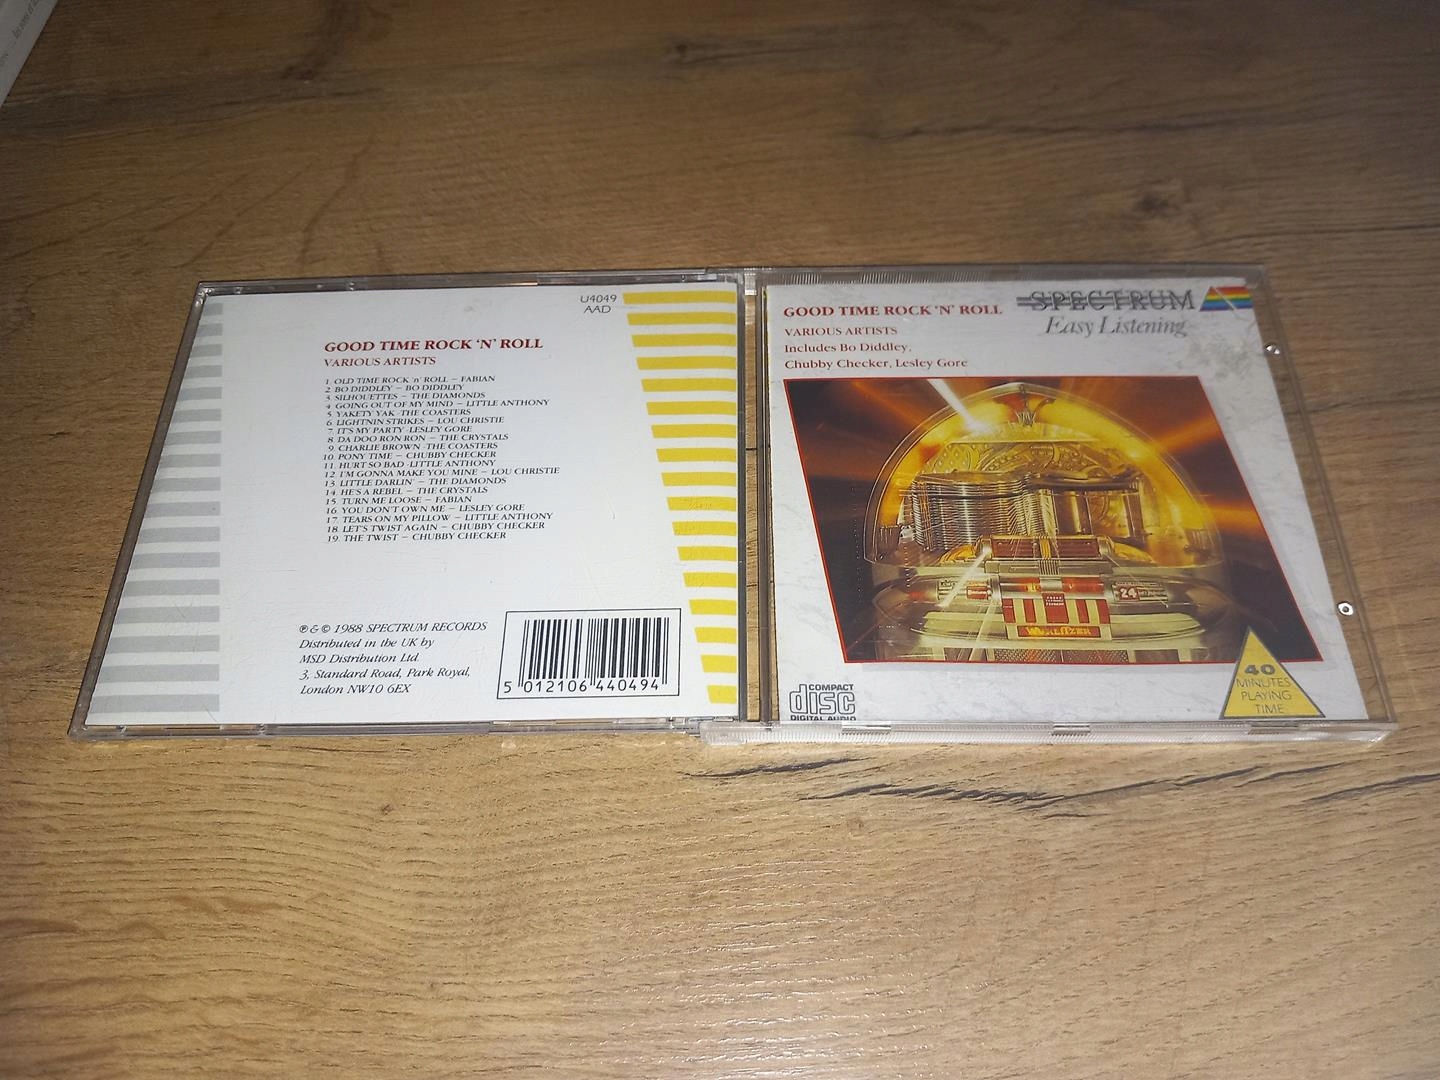 U4049
AAD
GOOD TIME ROCK 'N' ROLL
VARIOUS ARTISTS
1. OLD TIME ROCK 'n' ROLL – FABIAN
2. BO DIDDLEY – BO DIDDLEY
3. SILHOUETTES – THE DIAMONDS
4. GOING OUT OF MY MIND – LITTLE ANTHONY
5. YAKETY YAK -THE COASTERS
6. LIGHTNIN STRIKES – LOU CHRISTIE
7. IT'S MY PARTY -LESLEY GORE
8. DA DOO RON RON – THE CRYSTALS
9. CHARLIE BROWN -THE COASTERS
10. PONY TIME – CHUBBY CHECKER
11. HURT SO BAD -LITTLE ANTHONY
12. I'M GONNA MAKE YOU MINE – LOU CHRISTIE
13. LITTLE DARLIN' – THE DIAMONDS
14. HE'S A REBEL – THE CRYSTALS
15. TURN ME LOOSE – FABIAN
16. YOU DON'T OWN ME – LESLEY GORE
17. TEARS ON MY PILLOW – LITTLE ANTHONY
18. LET'S TWIST AGAIN – CHUBBY CHECKER
19. THE TWIST – CHUBBY CHECKER
℗ & © 1988 SPECTRUM RECORDS
Distributed in the UK by
MSD Distribution Ltd
3, Standard Road, Park Royal,
London NW10 6EX
5 012106 440494
GOOD TIME ROCK 'N' ROLL
VARIOUS ARTISTS
Includes Bo Diddley,
Chubby Checker, Lesley Gore
SPECTRUM
Easy Listening
24
WURLITZER
COMPACT
disc
DIGITAL AUDIO
40
MINUTES
PLAYING
TIME